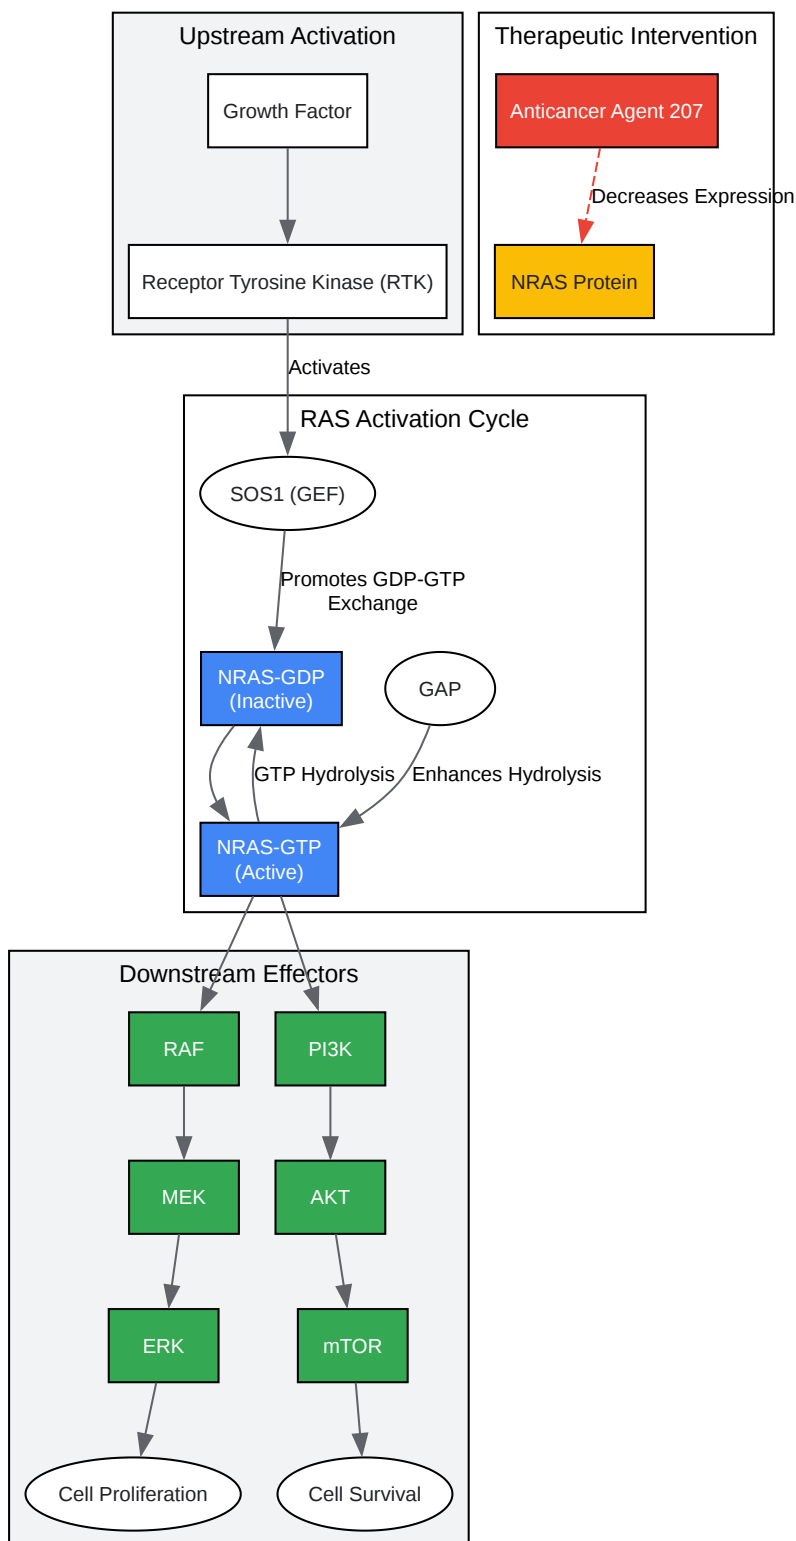 Upstream Activation
Growth Factor
Receptor Tyrosine Kinase (RTK)
Therapeutic Intervention
Anticancer Agent 207
Decreases Expression
NRAS Protein
Activates
RAS Activation Cycle
SOS1 (GEF)
Promotes GDP-GTP
Exchange
NRAS-GDP
(Inactive)
GAP
GTP Hydrolysis
Enhances Hydrolysis
NRAS-GTP
(Active)
Downstream Effectors
RAF
PI3K
MEK
AKT
ERK
mTOR
Cell Proliferation
Cell Survival